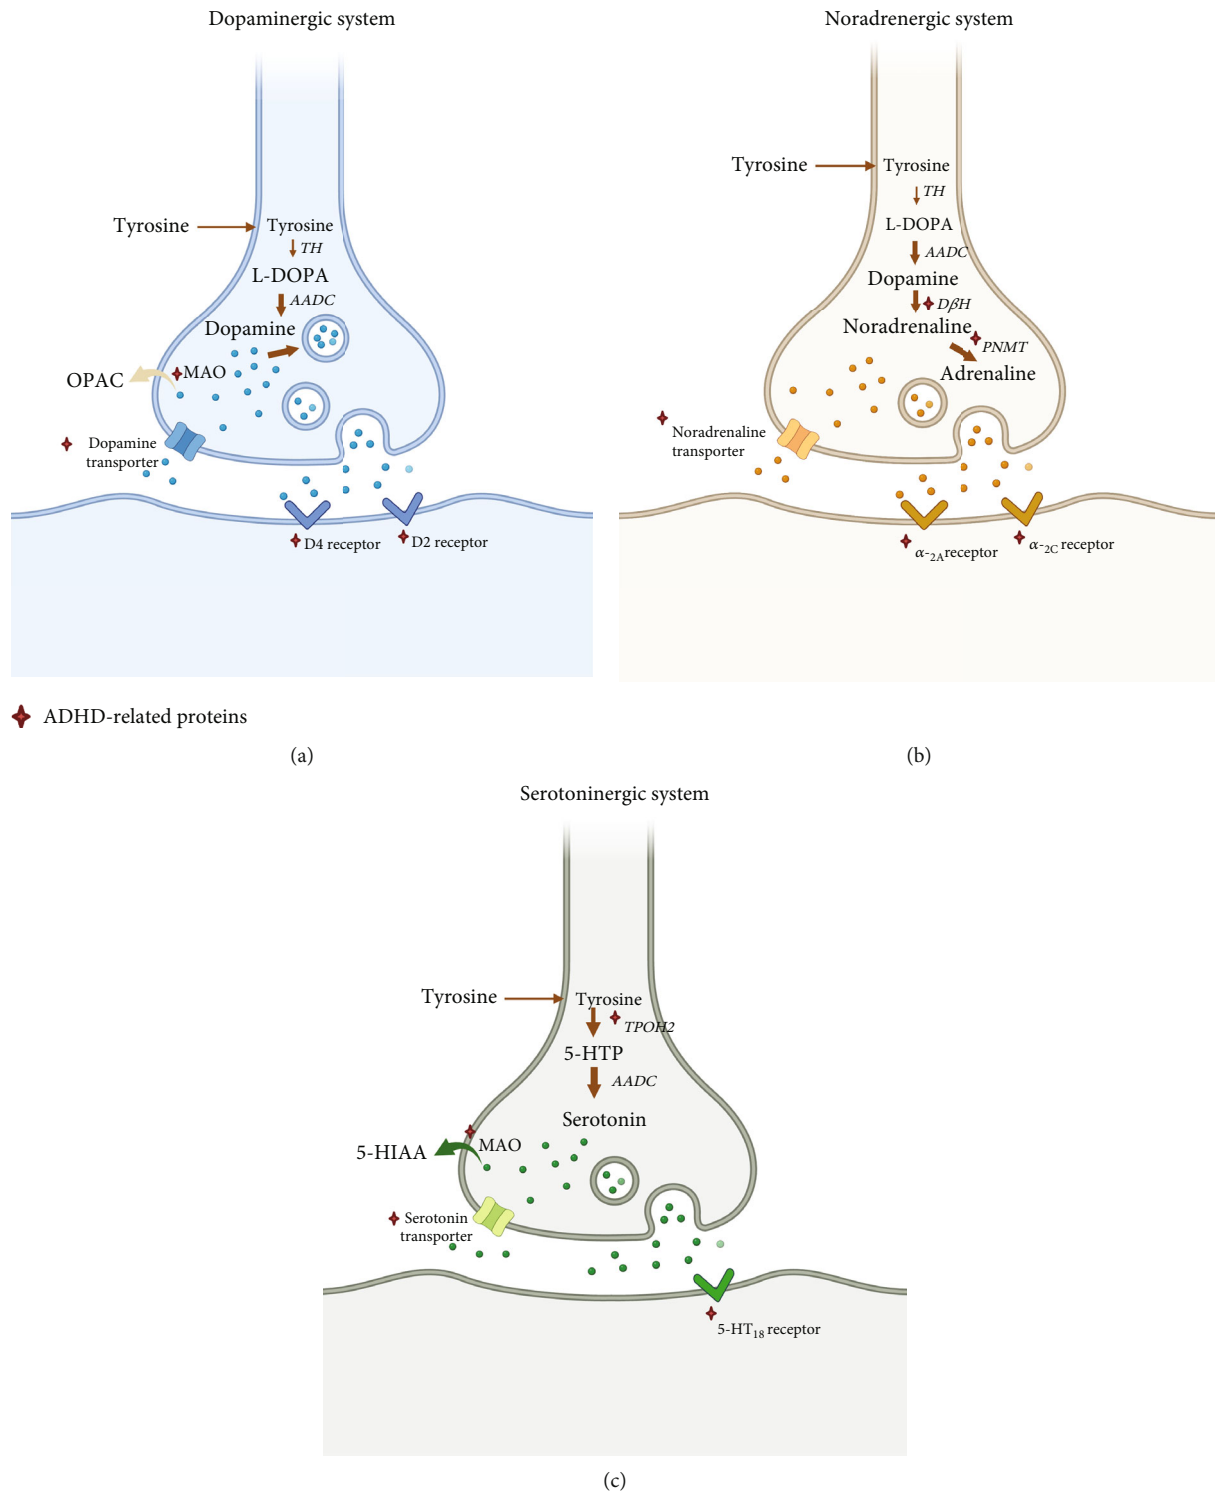 Dopaminergic system
Tyrosine
Tyrosine
TH
L-DOPA
AADC
Dopamine
MAO
OPAC
Dopamine
transporter
D4 receptor
D2 receptor
ADHD-related proteins
(a)
Noradrenergic system
Tyrosine
Tyrosine
TH
L-DOPA
AADC
Dopamine
DβH
Noradrenaline
PNMT
Adrenaline
Noradrenaline
transporter
α-2A receptor
α-2C receptor
(b)
Serotoninergic system
Tyrosine
Tyrosine
TPOH2
5-HTP
AADC
Serotonin
MAO
5-HIAA
Serotonin
transporter
5-HT18 receptor
(c)